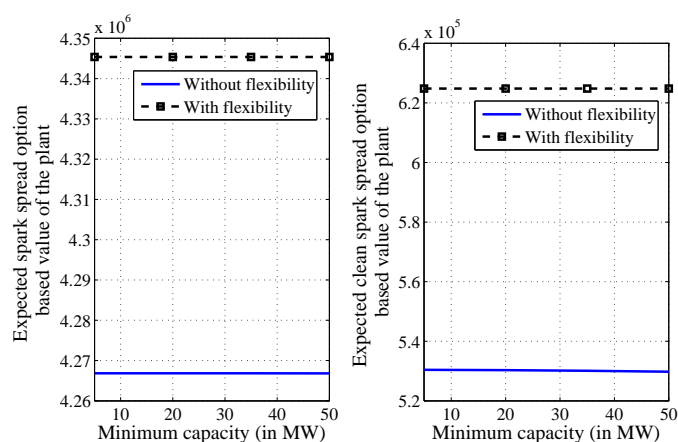 x 10⁶
4.35
4.34
4.33
4.32
4.31
4.3
4.29
4.28
4.27
4.26
10 20 30 40 50
Minimum capacity (in MW)
Expected spark spread option
based value of the plant
Without flexibility
With flexibility
x 10⁵
6.4
6.2
6
5.8
5.6
5.4
5.2
10 20 30 40 50
Minimum capacity (in MW)
Expected clean spark spread option
based value of the plant
Without flexibility
With flexibility